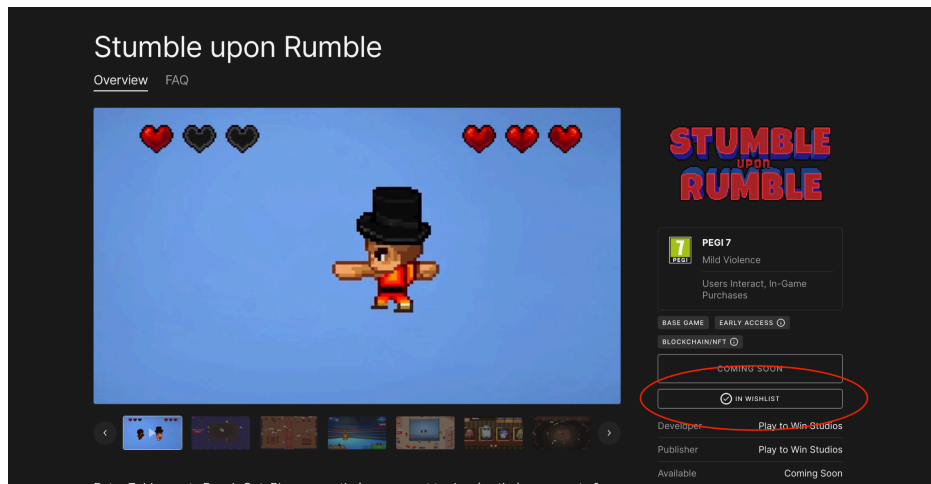 Stumble upon Rumble
Overview FAQ
STUMBLE
UPON
RUMBLE
7
PEGI
PEGI 7
Mild Violence
Users Interact, In-Game
Purchases
BASE GAME EARLY ACCESS
BLOCKCHAIN/NFT
COMING SOON
IN WISHLIST
Developer Play to Win Studios
Publisher Play to Win Studios
Available Coming Soon